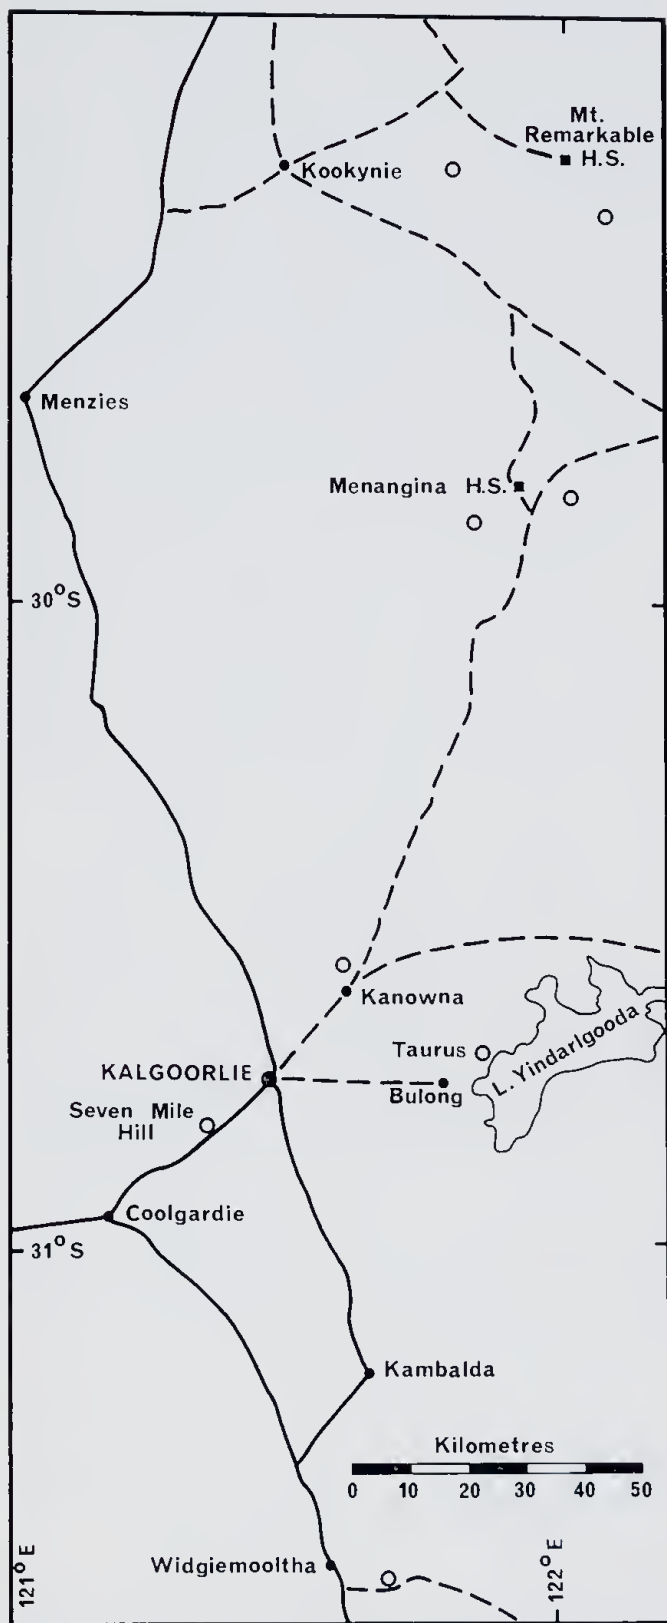 Mt.
Remarkable
H.S.
Kookynie
Menzies
Menangina H.S.
30°S
Kanowna
Taurus
L. Yindarlgooda
KALGOORLIE
Bulong
Seven Mile
Hill
Coolgardie
31°S
Kambalda
Kilometres
0 10 20 30 40 50
Widgiemooltha
121°E
122°E